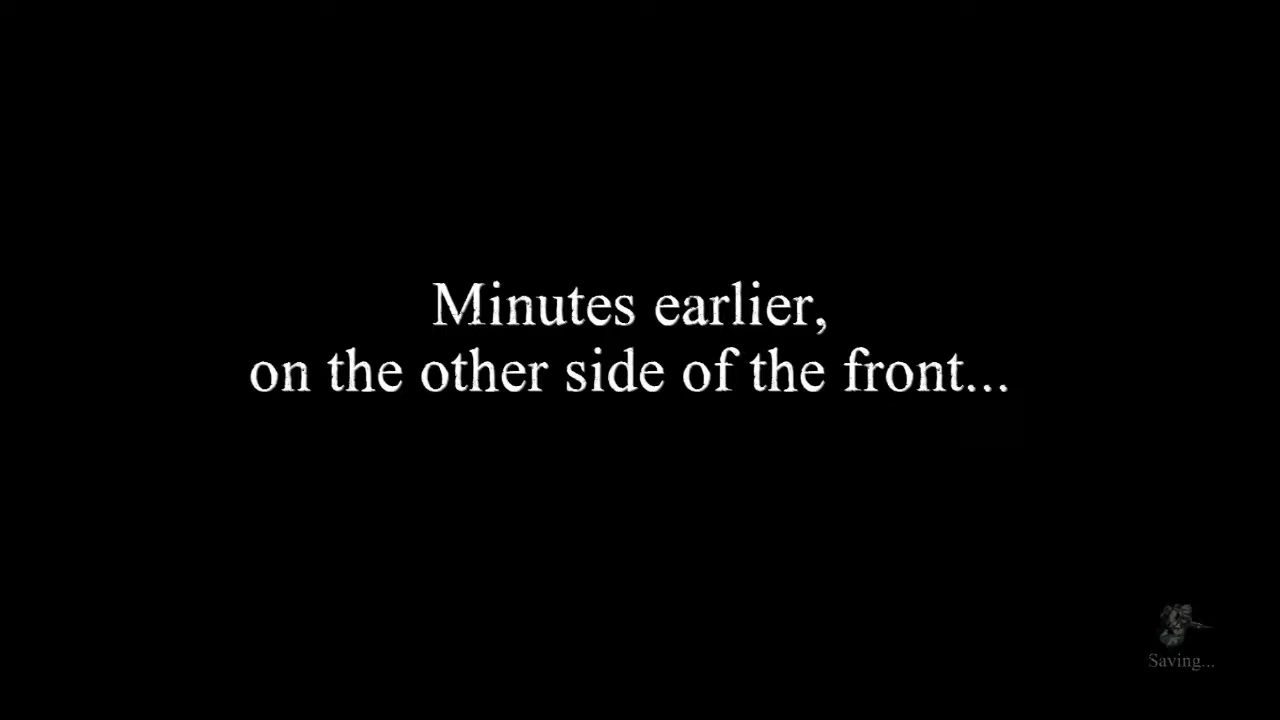 Minutes earlier,
on the other side of the front...
Saving...